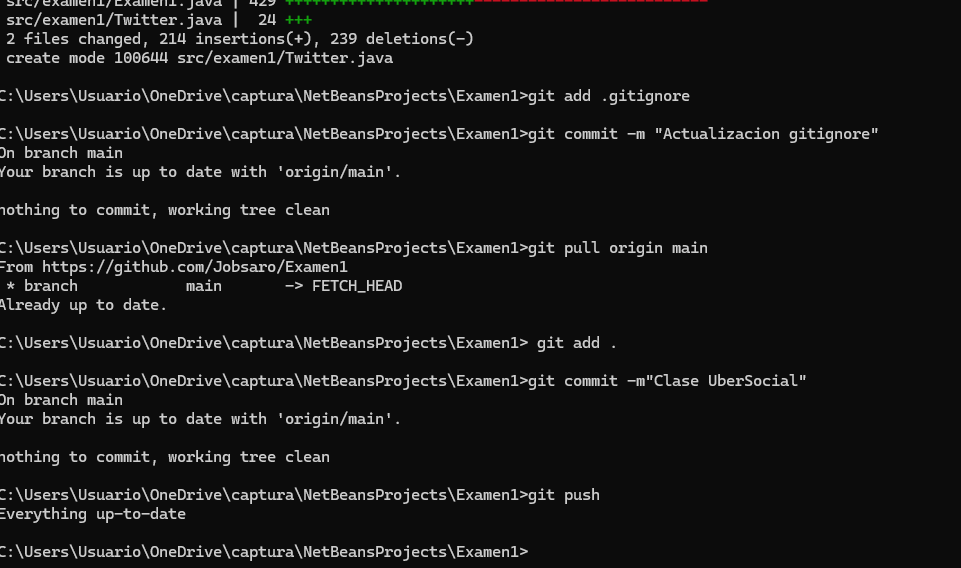 src/examen1/Examen1.java | 429 ++++++++++++++++++++++-----------------------
src/examen1/Twitter.java |  24 +++
2 files changed, 214 insertions(+), 239 deletions(-)
create mode 100644 src/examen1/Twitter.java
C:\Users\Usuario\OneDrive\captura\NetBeansProjects\Examen1>git add .gitignore
C:\Users\Usuario\OneDrive\captura\NetBeansProjects\Examen1>git commit -m "Actualizacion gitignore"
On branch main
Your branch is up to date with 'origin/main'.
nothing to commit, working tree clean
C:\Users\Usuario\OneDrive\captura\NetBeansProjects\Examen1>git pull origin main
From https://github.com/Jobsaro/Examen1
* branch            main       -> FETCH_HEAD
Already up to date.
C:\Users\Usuario\OneDrive\captura\NetBeansProjects\Examen1> git add .
C:\Users\Usuario\OneDrive\captura\NetBeansProjects\Examen1>git commit -m"Clase UberSocial"
On branch main
Your branch is up to date with 'origin/main'.
nothing to commit, working tree clean
C:\Users\Usuario\OneDrive\captura\NetBeansProjects\Examen1>git push
Everything up-to-date
C:\Users\Usuario\OneDrive\captura\NetBeansProjects\Examen1>